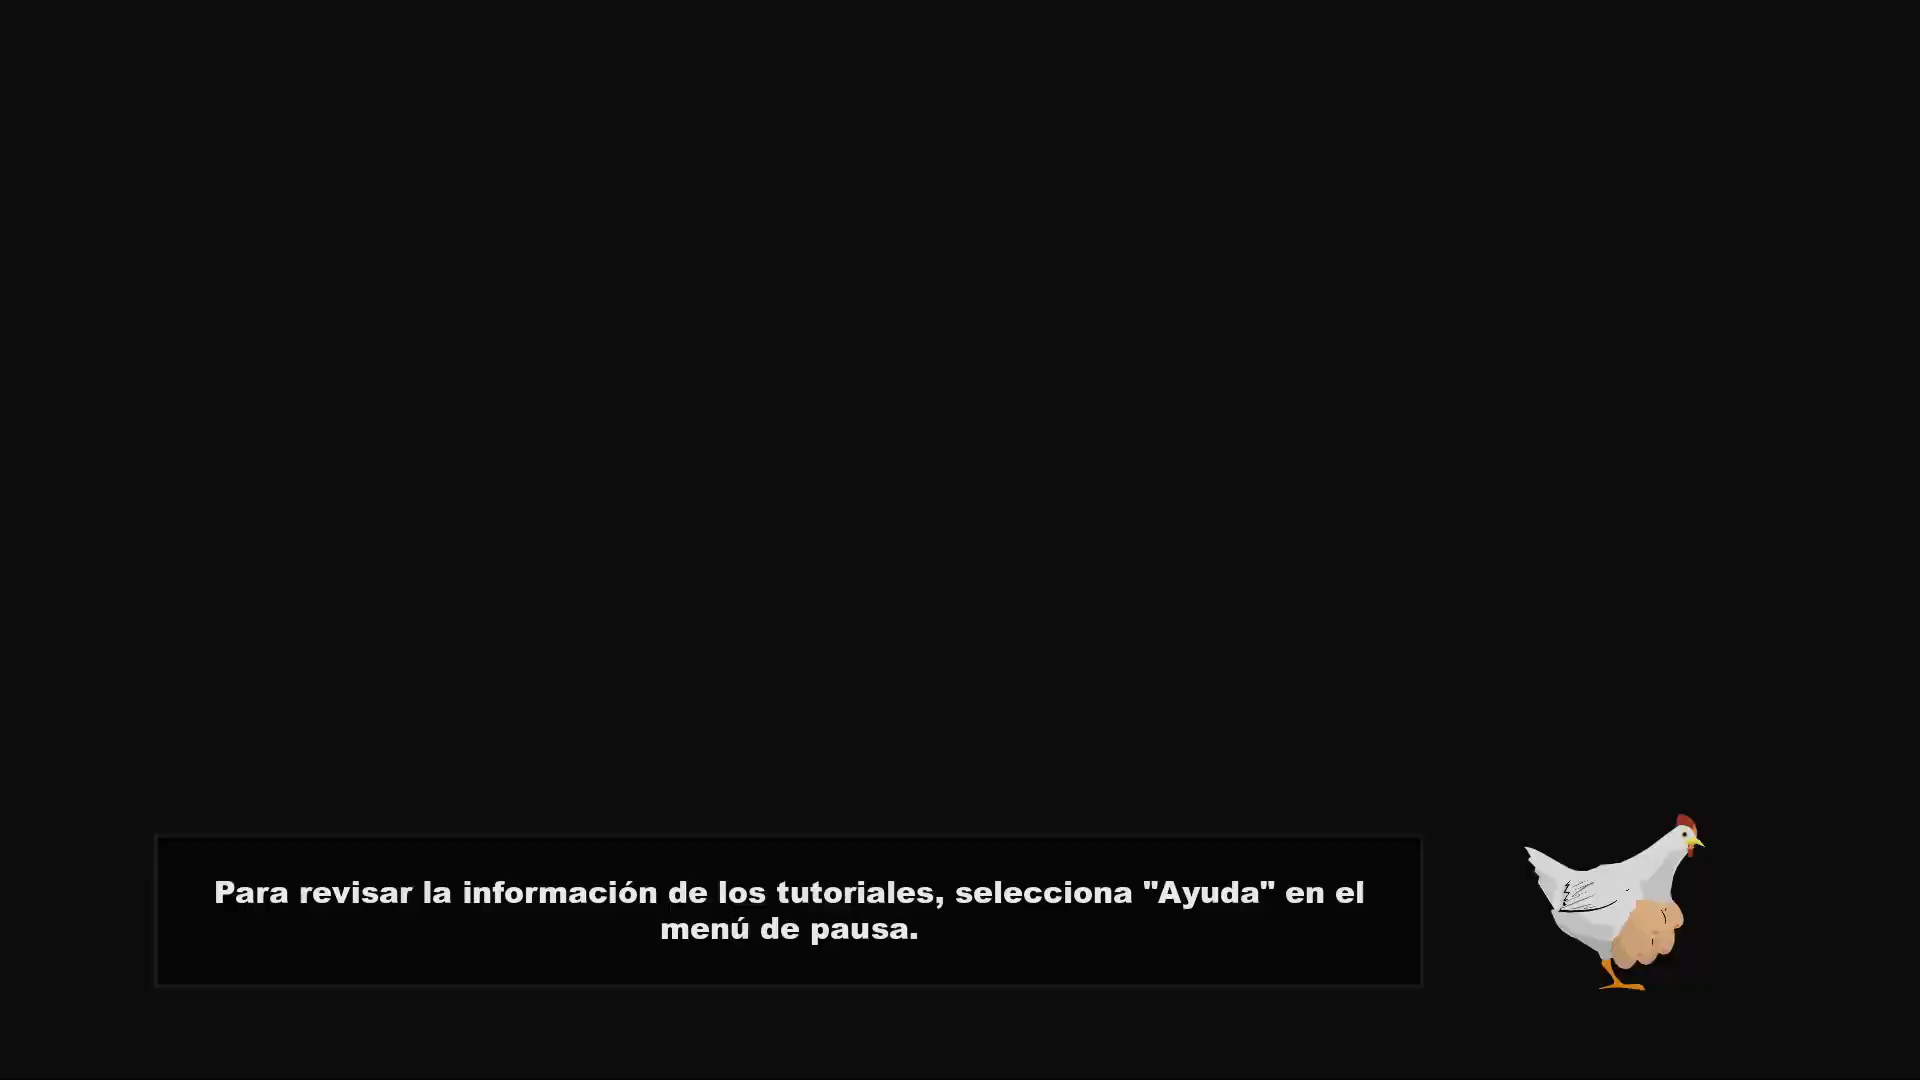 Para revisar la información de los tutoriales, selecciona "Ayuda" en el
menú de pausa.